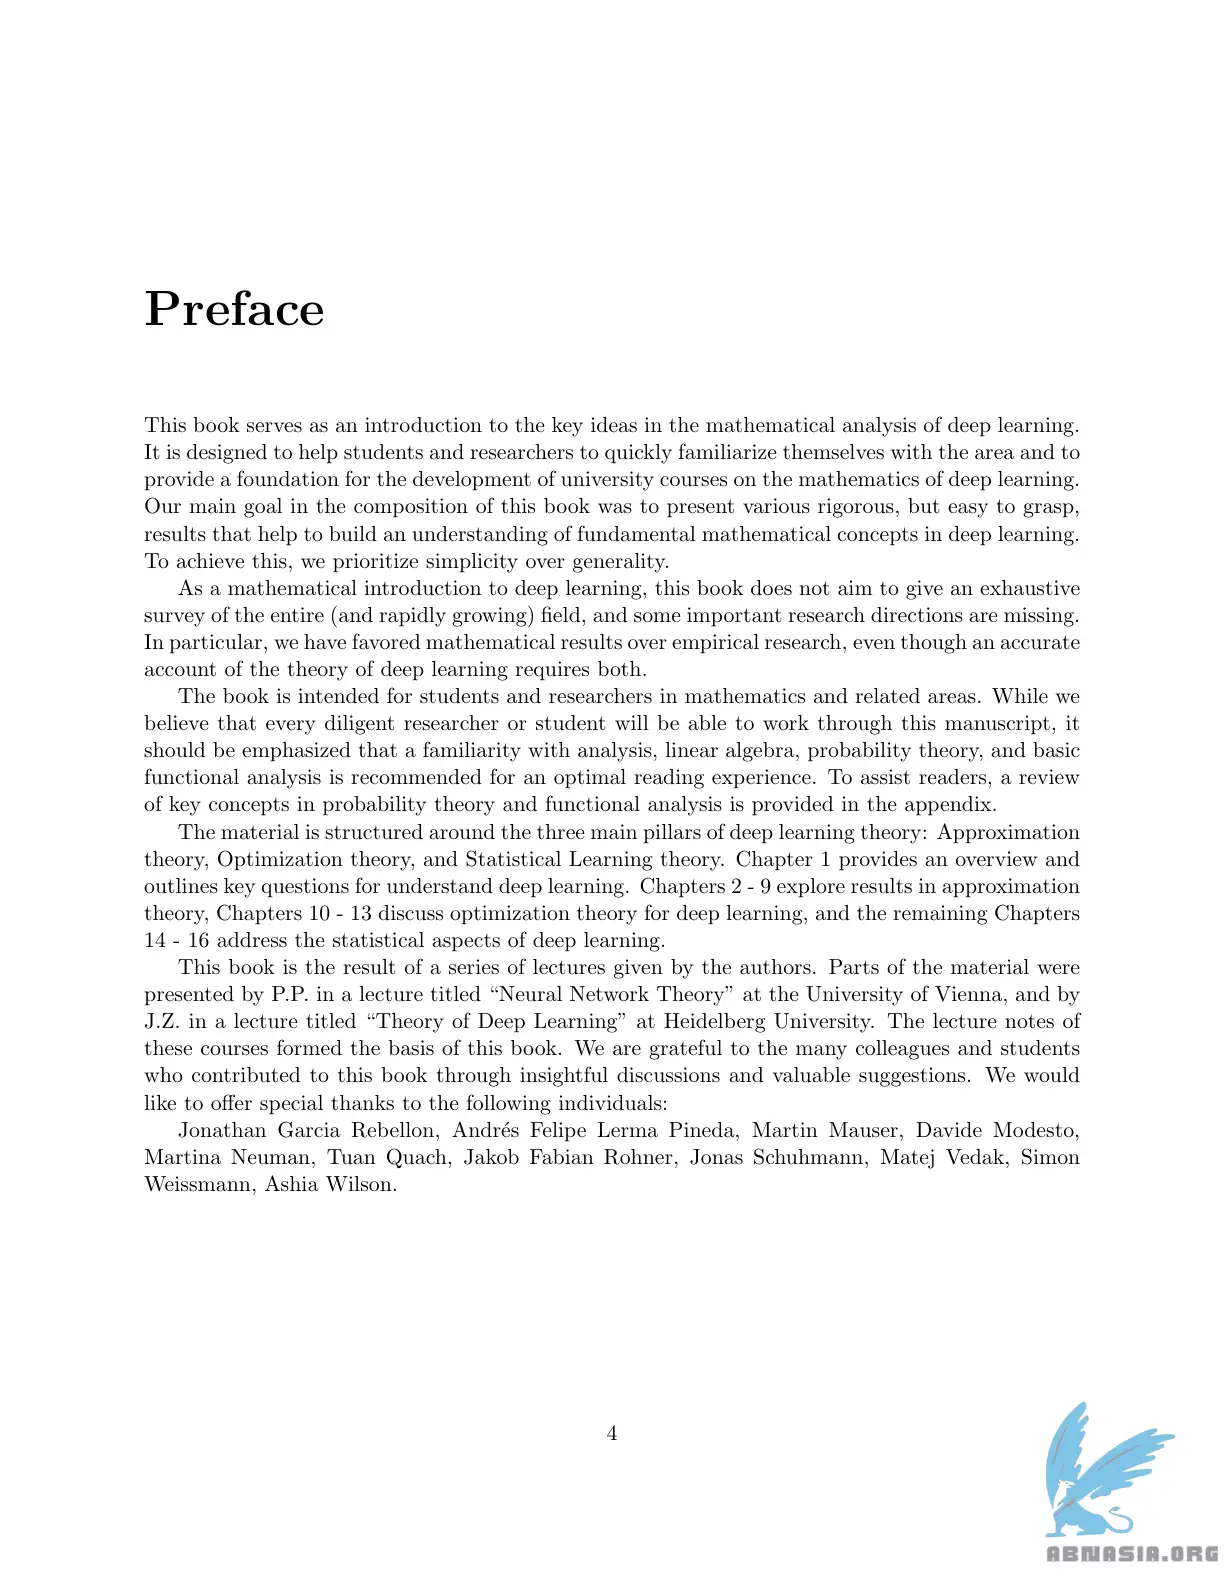 Preface
This book serves as an introduction to the key ideas in the mathematical analysis of deep learning.
It is designed to help students and researchers to quickly familiarize themselves with the area and to
provide a foundation for the development of university courses on the mathematics of deep learning.
Our main goal in the composition of this book was to present various rigorous, but easy to grasp,
results that help to build an understanding of fundamental mathematical concepts in deep learning.
To achieve this, we prioritize simplicity over generality.
As a mathematical introduction to deep learning, this book does not aim to give an exhaustive
survey of the entire (and rapidly growing) field, and some important research directions are missing.
In particular, we have favored mathematical results over empirical research, even though an accurate
account of the theory of deep learning requires both.
The book is intended for students and researchers in mathematics and related areas. While we
believe that every diligent researcher or student will be able to work through this manuscript, it
should be emphasized that a familiarity with analysis, linear algebra, probability theory, and basic
functional analysis is recommended for an optimal reading experience. To assist readers, a review
of key concepts in probability theory and functional analysis is provided in the appendix.
The material is structured around the three main pillars of deep learning theory: Approximation
theory, Optimization theory, and Statistical Learning theory. Chapter 1 provides an overview and
outlines key questions for understand deep learning. Chapters 2 - 9 explore results in approximation
theory, Chapters 10 - 13 discuss optimization theory for deep learning, and the remaining Chapters
14 - 16 address the statistical aspects of deep learning.
This book is the result of a series of lectures given by the authors. Parts of the material were
presented by P.P. in a lecture titled “Neural Network Theory” at the University of Vienna, and by
J.Z. in a lecture titled “Theory of Deep Learning” at Heidelberg University. The lecture notes of
these courses formed the basis of this book. We are grateful to the many colleagues and students
who contributed to this book through insightful discussions and valuable suggestions. We would
like to offer special thanks to the following individuals:
Jonathan Garcia Rebellon, Andrés Felipe Lerma Pineda, Martin Mauser, Davide Modesto,
Martina Neuman, Tuan Quach, Jakob Fabian Rohner, Jonas Schuhmann, Matej Vedak, Simon
Weissmann, Ashia Wilson.
4
ABNASIA.ORG